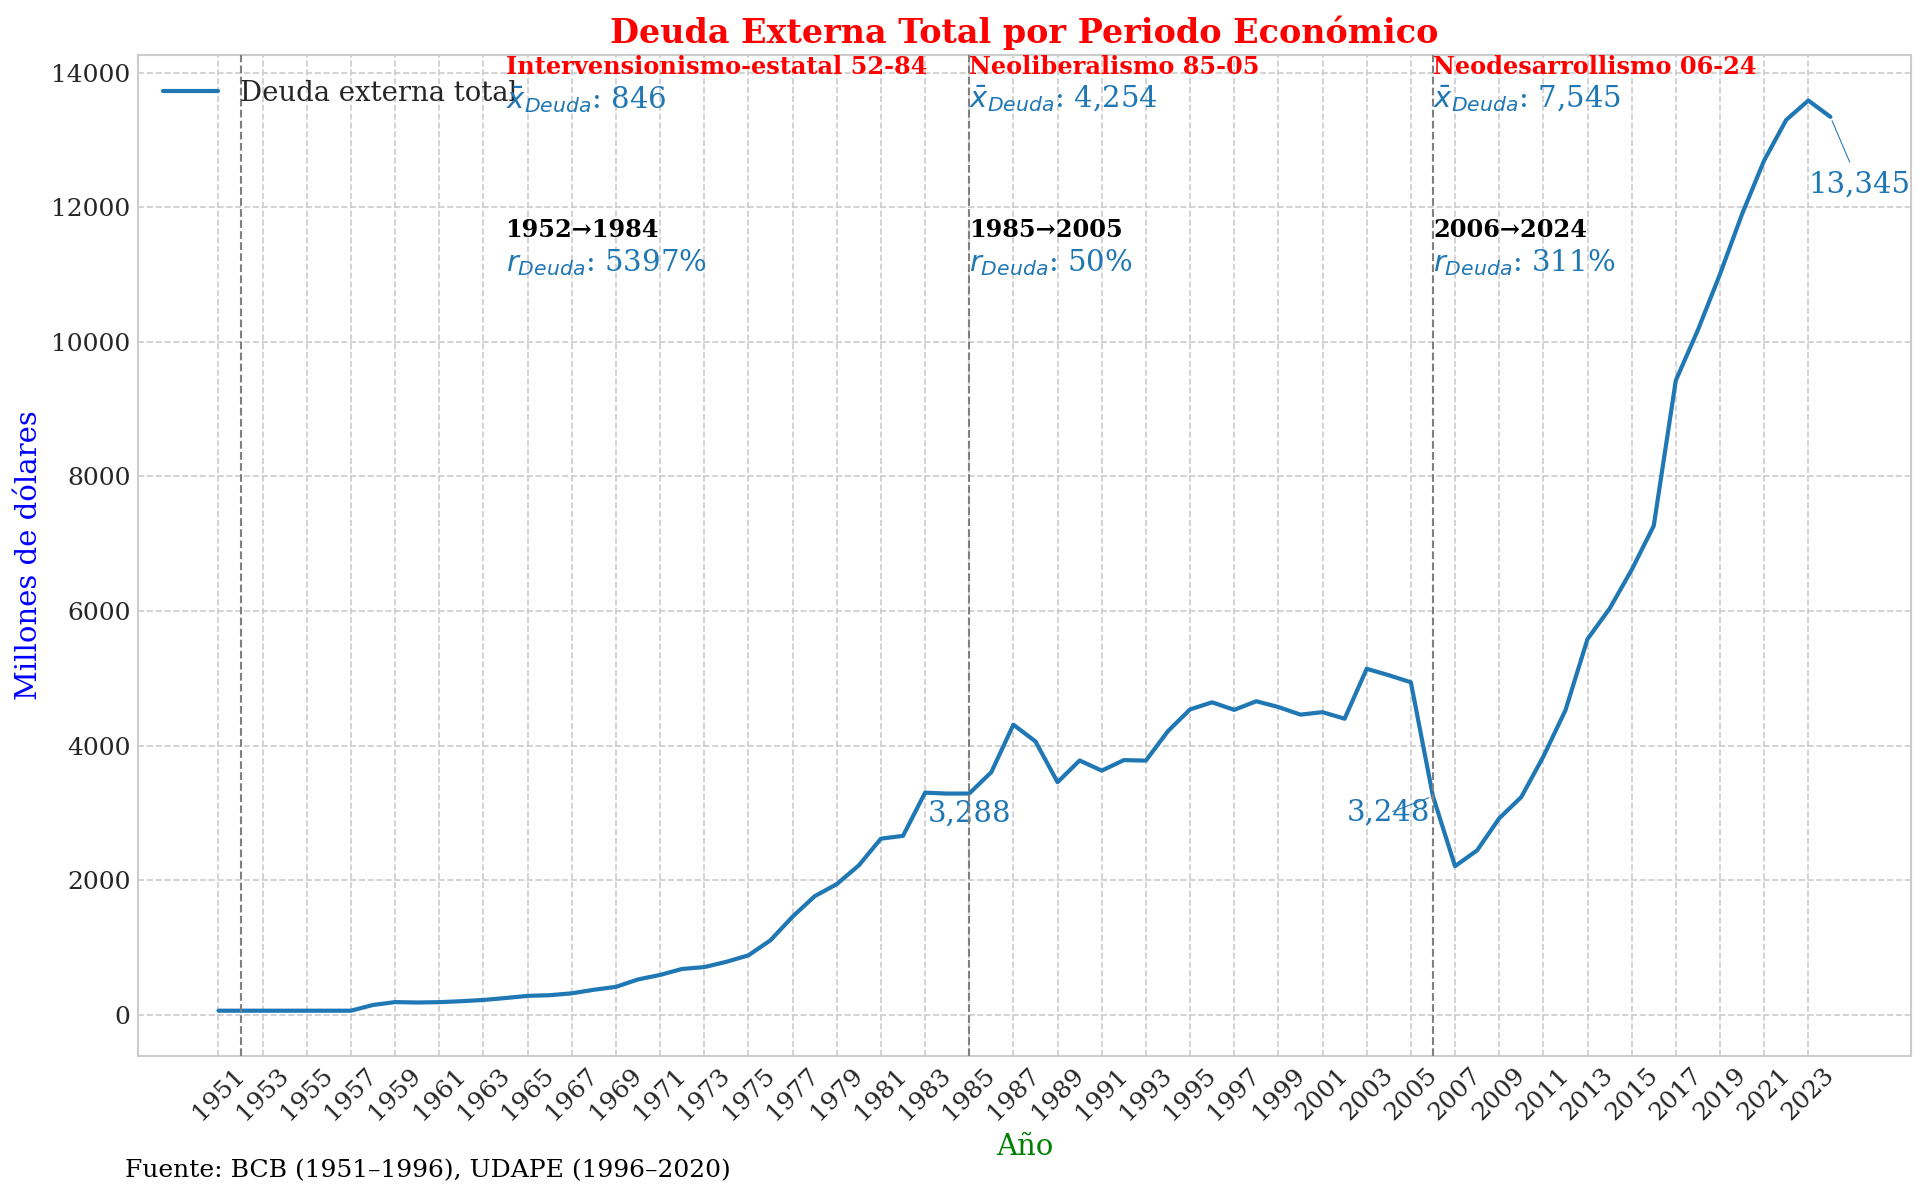 Deuda Externa Total por Periodo Económico
Intervensionismo-estatal 52-84
Neoliberalismo 85-05
Neodesarrollismo 06-24
Deuda externa total
x̄Deuda: 846
x̄Deuda: 4,254
x̄Deuda: 7,545
13,345
1952→1984
1985→2005
2006→2024
rDeuda: 5397%
rDeuda: 50%
rDeuda: 311%
3,288
3,248
Millones de dólares
14000
12000
10000
8000
6000
4000
2000
0
1951 1953 1955 1957 1959 1961 1963 1965 1967 1969 1971 1973 1975 1977 1979 1981 1983 1985 1987 1989 1991 1993 1995 1997 1999 2001 2003 2005 2007 2009 2011 2013 2015 2017 2019 2021 2023
Año
Fuente: BCB (1951–1996), UDAPE (1996–2020)